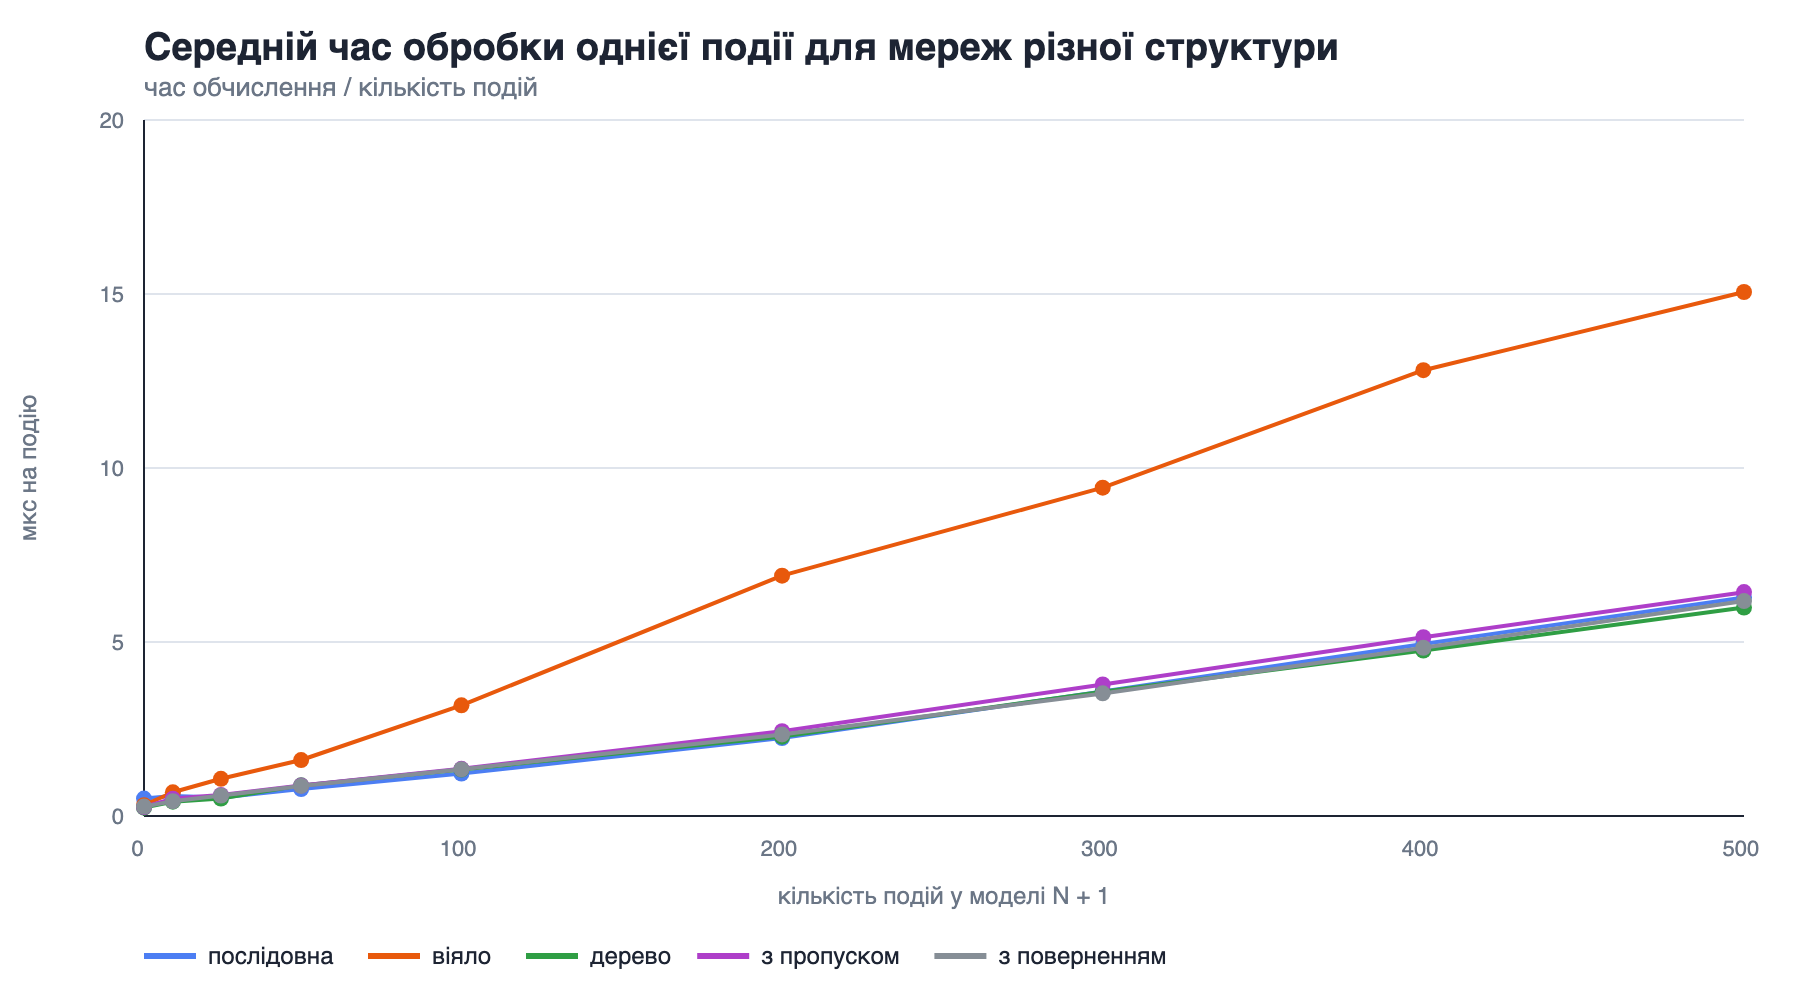 Середній час обробки однієї події для мереж різної структури
час обчислення / кількість подій
20
15
10
5
0
мкс на подію
0 100 200 300 400 500
кількість подій у моделі N + 1
послідовна віяло дерево з пропуском з поверненням